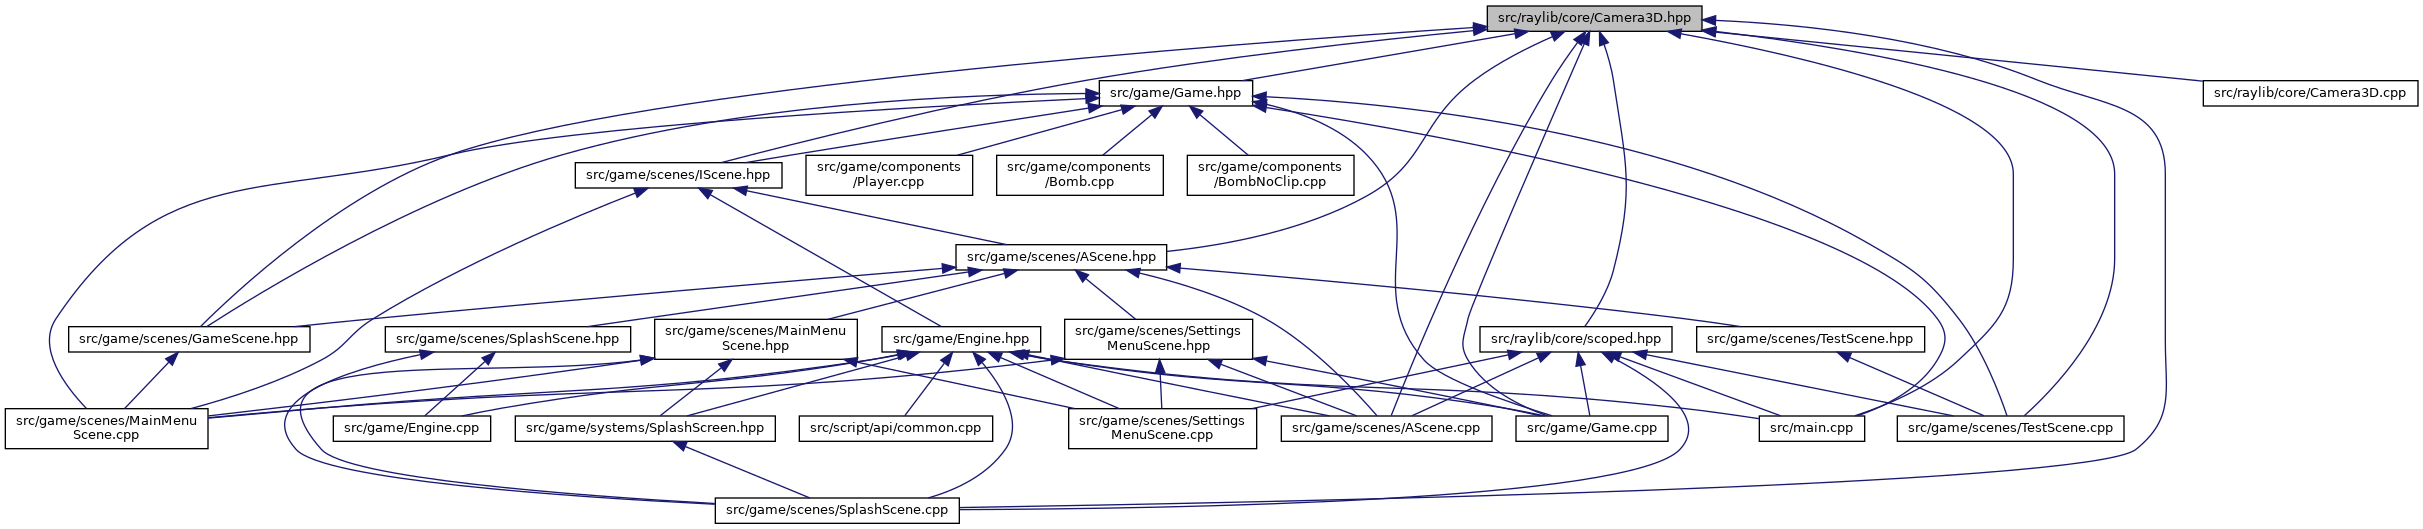 src/raylib/core/Camera3D.hpp
src/game/Game.hpp
src/raylib/core/Camera3D.cpp
src/game/scenes/IScene.hpp
src/game/components
/Player.cpp
src/game/components
/Bomb.cpp
src/game/components
/BombNoClip.cpp
src/game/scenes/AScene.hpp
src/game/scenes/GameScene.hpp
src/game/scenes/SplashScene.hpp
src/game/scenes/MainMenu
Scene.hpp
src/game/Engine.hpp
src/game/scenes/Settings
MenuScene.hpp
src/raylib/core/scoped.hpp
src/game/scenes/TestScene.hpp
src/game/scenes/MainMenu
Scene.cpp
src/game/Engine.cpp
src/game/systems/SplashScreen.hpp
src/script/api/common.cpp
src/game/scenes/Settings
MenuScene.cpp
src/game/scenes/AScene.cpp
src/game/Game.cpp
src/main.cpp
src/game/scenes/TestScene.cpp
src/game/scenes/SplashScene.cpp